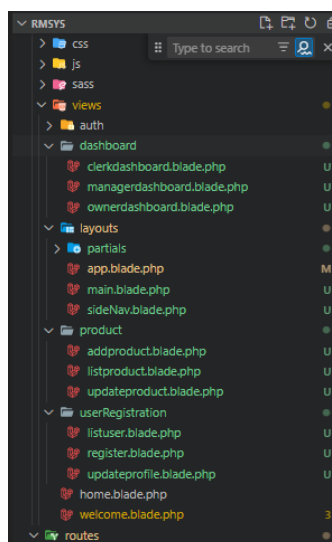 RMSYS
css
Type to search
js
sass
views
auth
dashboard
clerkdashboard.blade.php U
managerdashboard.blade.php U
ownerdashboard.blade.php U
layouts
partials
app.blade.php M
main.blade.php U
sideNav.blade.php U
product
addproduct.blade.php U
listproduct.blade.php U
updateproduct.blade.php U
userRegistration
listuser.blade.php U
register.blade.php U
updateprofile.blade.php U
home.blade.php
welcome.blade.php 3
routes